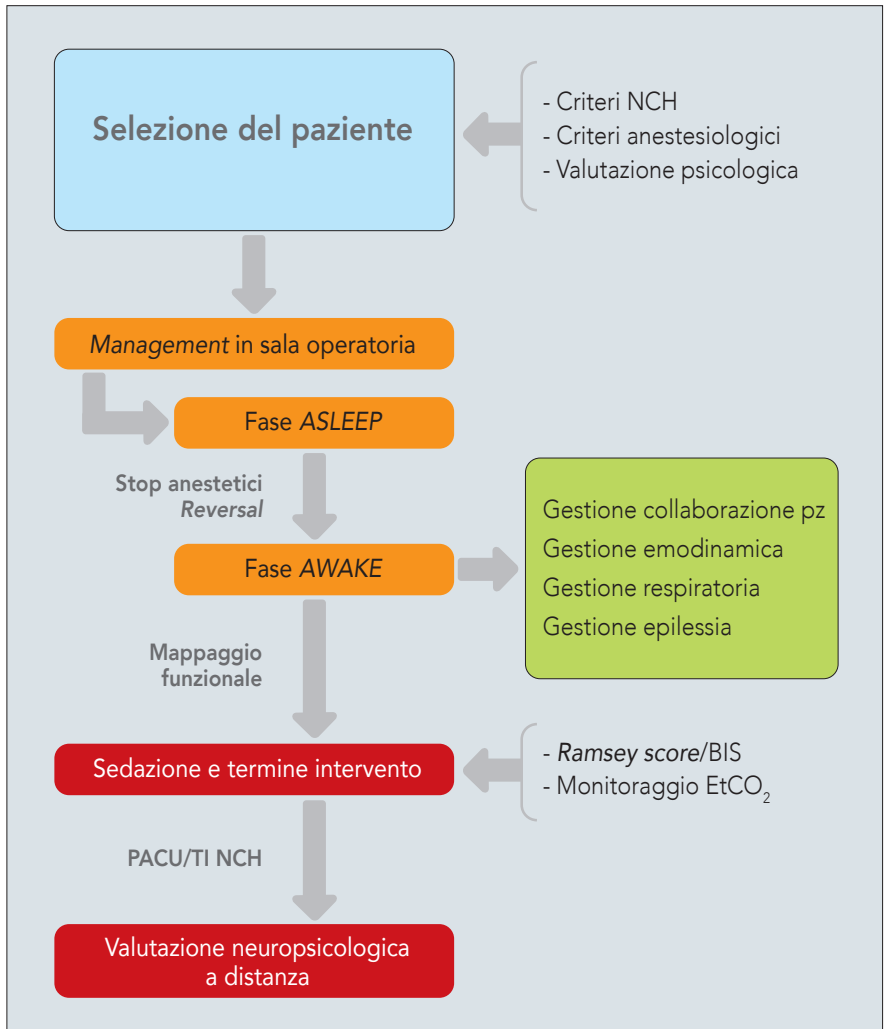 Selezione del paziente
- Criteri NCH
- Criteri anestesiologici
- Valutazione psicologica
Management in sala operatoria
Fase ASLEEP
Stop anestetici
Reversal
Fase AWAKE
Gestione collaborazione pz
Gestione emodinamica
Gestione respiratoria
Gestione epilessia
Mappaggio
funzionale
Sedazione e termine intervento
- Ramsey score/BIS
- Monitoraggio EtCO₂
PACU/TI NCH
Valutazione neuropsicologica
a distanza